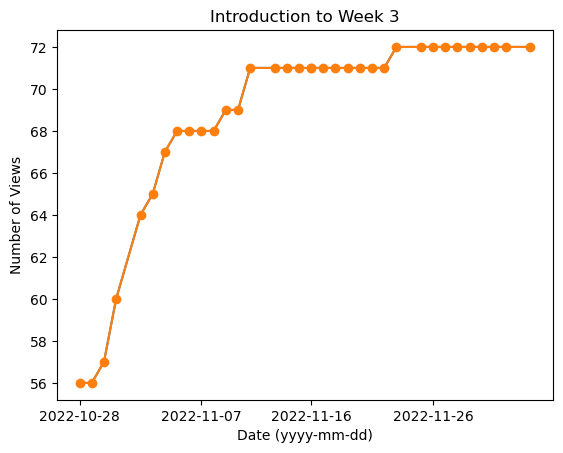 Introduction to Week 3
Number of Views
72
70
68
66
64
62
60
58
56
2022-10-28 2022-11-07 2022-11-16 2022-11-26
Date (yyyy-mm-dd)